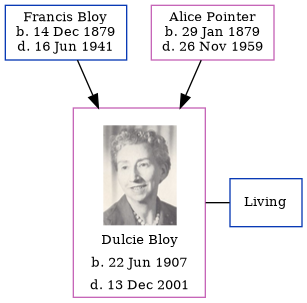 Francis Bloy
b. 14 Dec 1879
d. 16 Jun 1941
Alice Pointer
b. 29 Jan 1879
d. 26 Nov 1959
Dulcie Bloy
b. 22 Jun 1907
d. 13 Dec 2001
Living